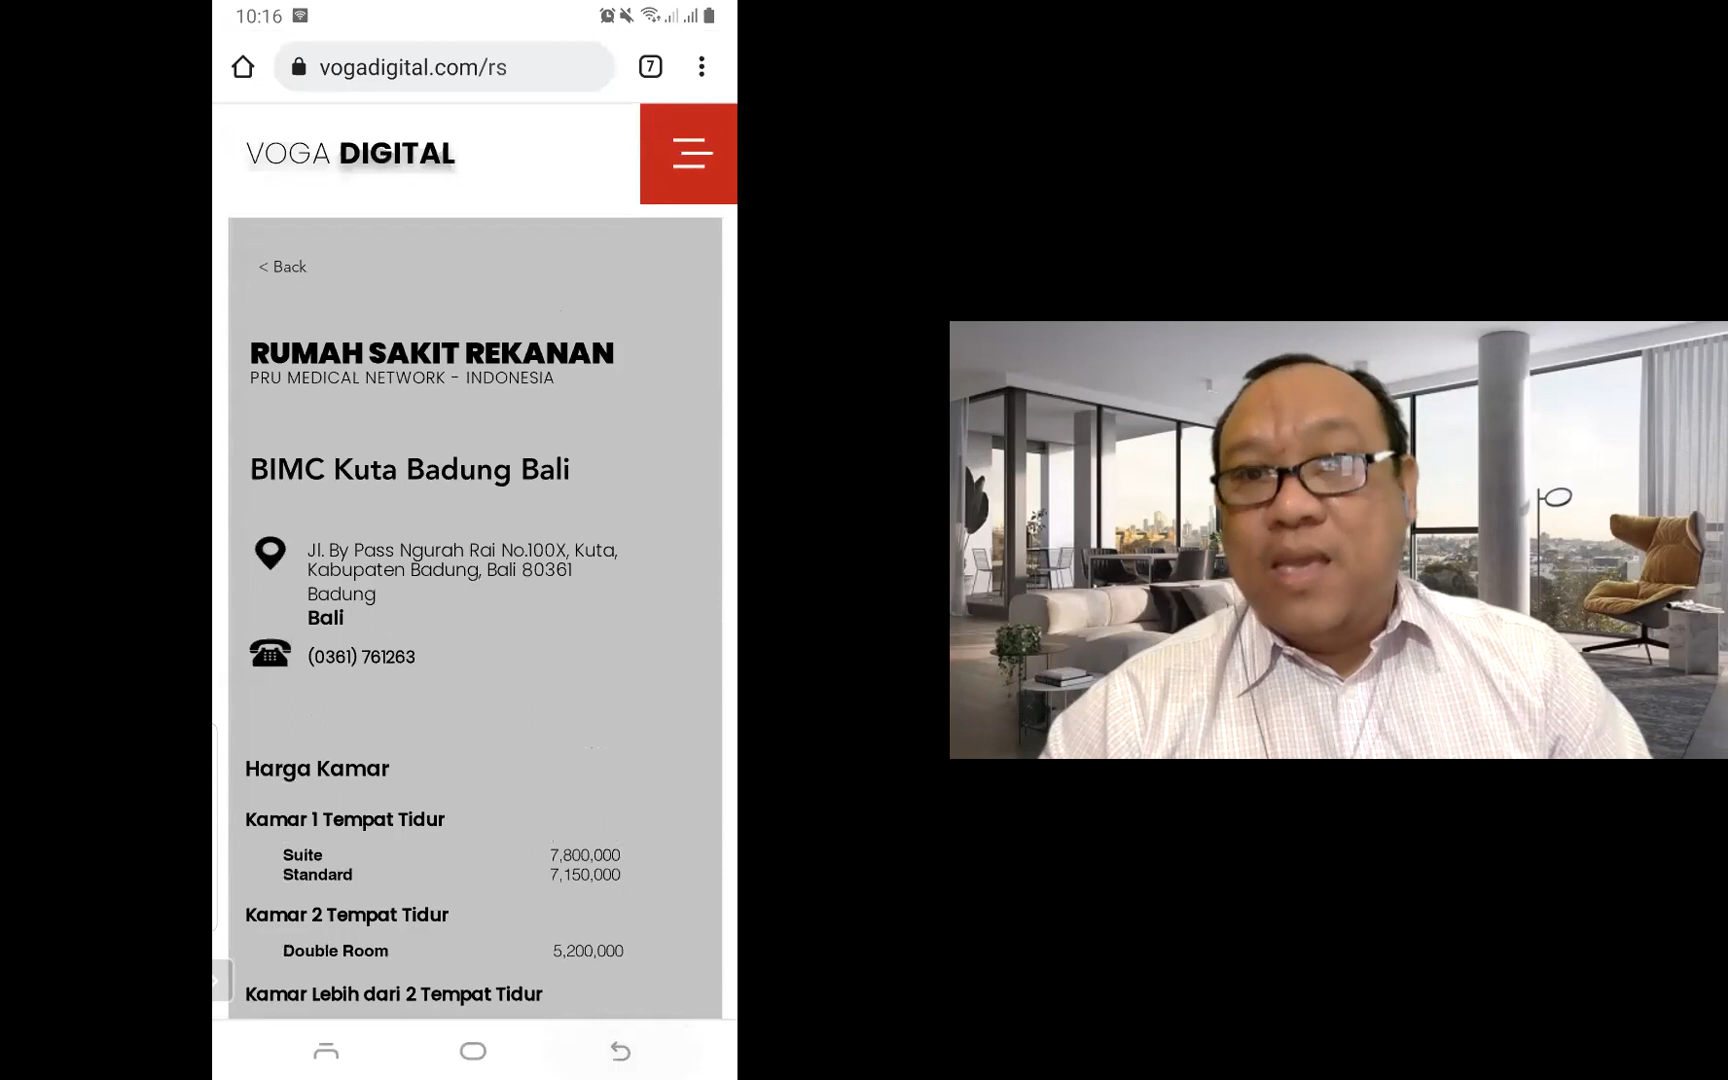 10:16
vogadigital.com/rs
7
VOGA DIGITAL
< Back
RUMAH SAKIT REKANAN
PRU MEDICAL NETWORK - INDONESIA
BIMC Kuta Badung Bali
Jl. By Pass Ngurah Rai No.100X, Kuta,
Kabupaten Badung, Bali 80361
Badung
Bali
(0361) 761263
Harga Kamar
Kamar 1 Tempat Tidur
Suite 7,800,000
Standard 7,150,000
Kamar 2 Tempat Tidur
Double Room 5,200,000
Kamar Lebih dari 2 Tempat Tidur